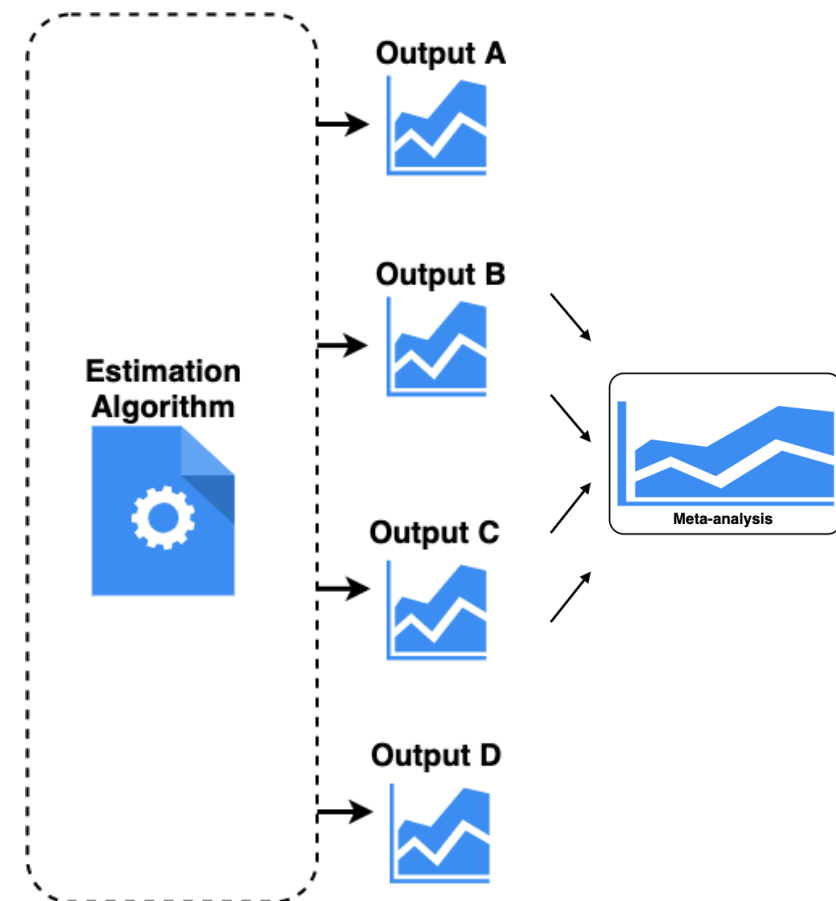 Output A
Output B
Estimation
Algorithm
Output C
Meta-analysis
Output D